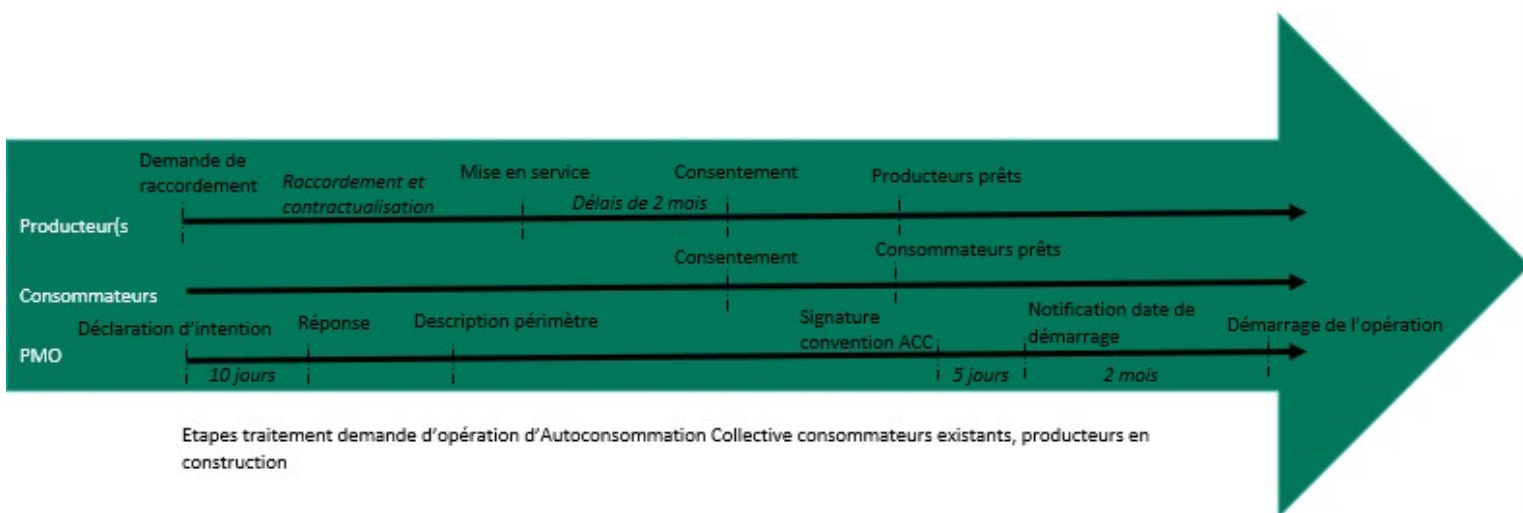 Demande de
raccordement
Raccordement et
contractualisation
Mise en service
Délais de 2 mois
Consentement
Producteurs prêts
Producteur(s
Consentement
Consommateurs prêts
Consommateurs
Déclaration d'intention
Réponse
Description périmètre
Signature
convention ACC
Notification date de
démarrage
Démarrage de l'opération
PMO
10 jours
5 jours
2 mois
Etapes traitement demande d'opération d'Autoconsommation Collective consommateurs existants, producteurs en
construction